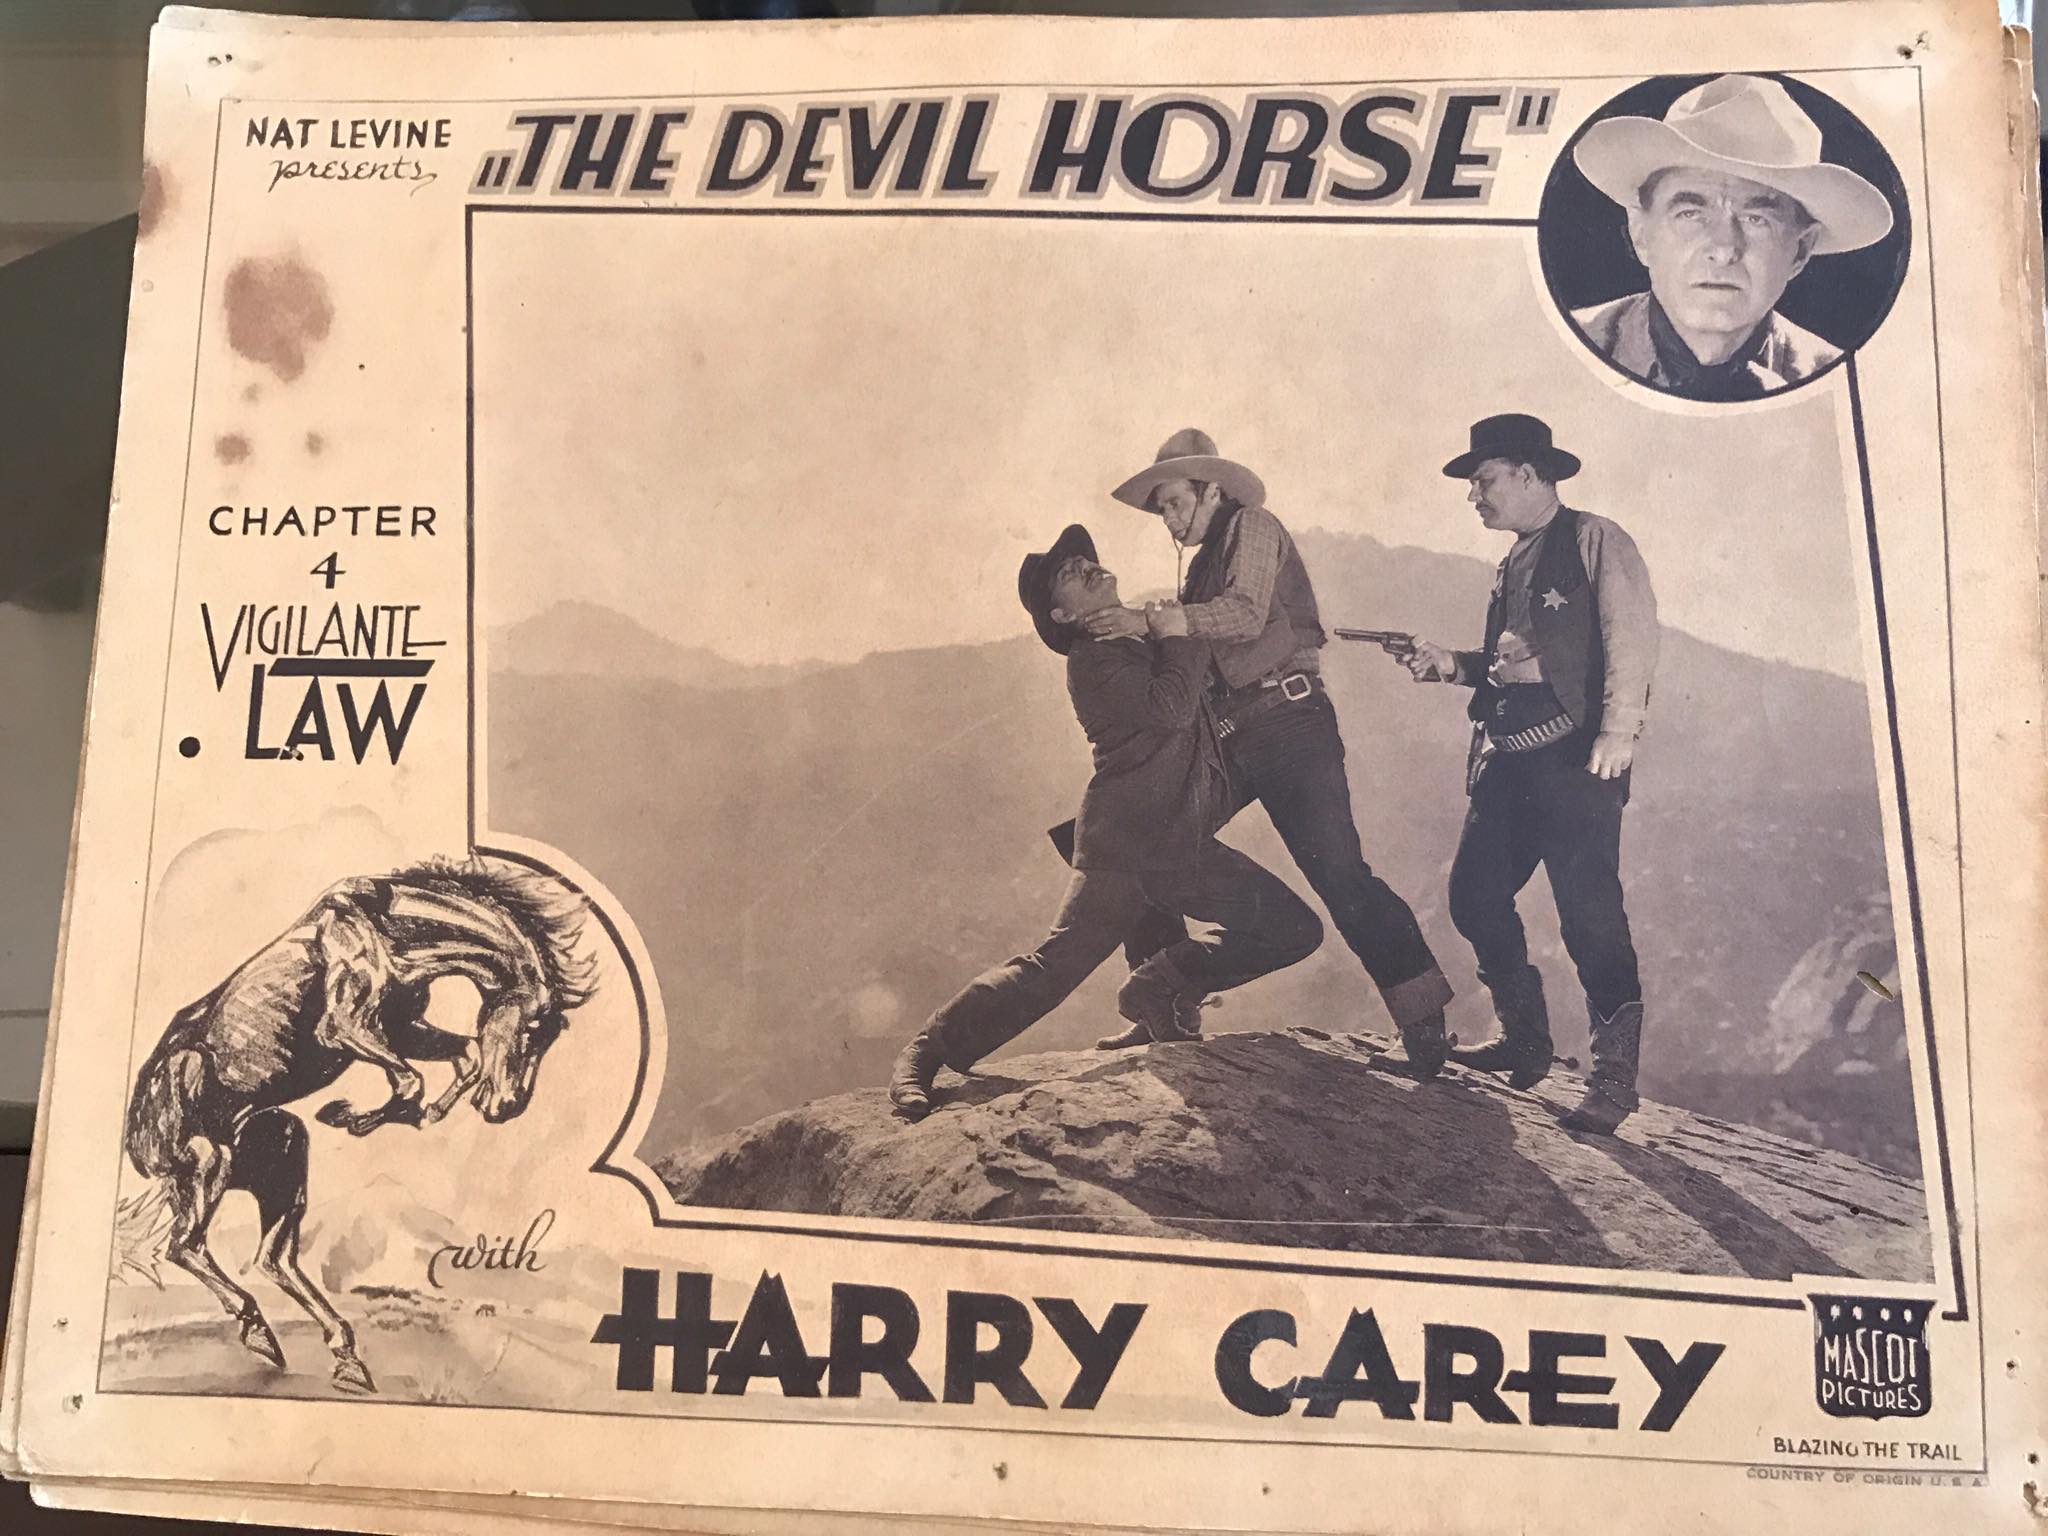 NAT LEVINE
presents
"THE DEVIL HORSE"
CHAPTER
4
VIGILANTE
LAW
with
HARRY CAREY
MASCOT
PICTURES
BLAZING THE TRAIL
COUNTRY OF ORIGIN U. S. A